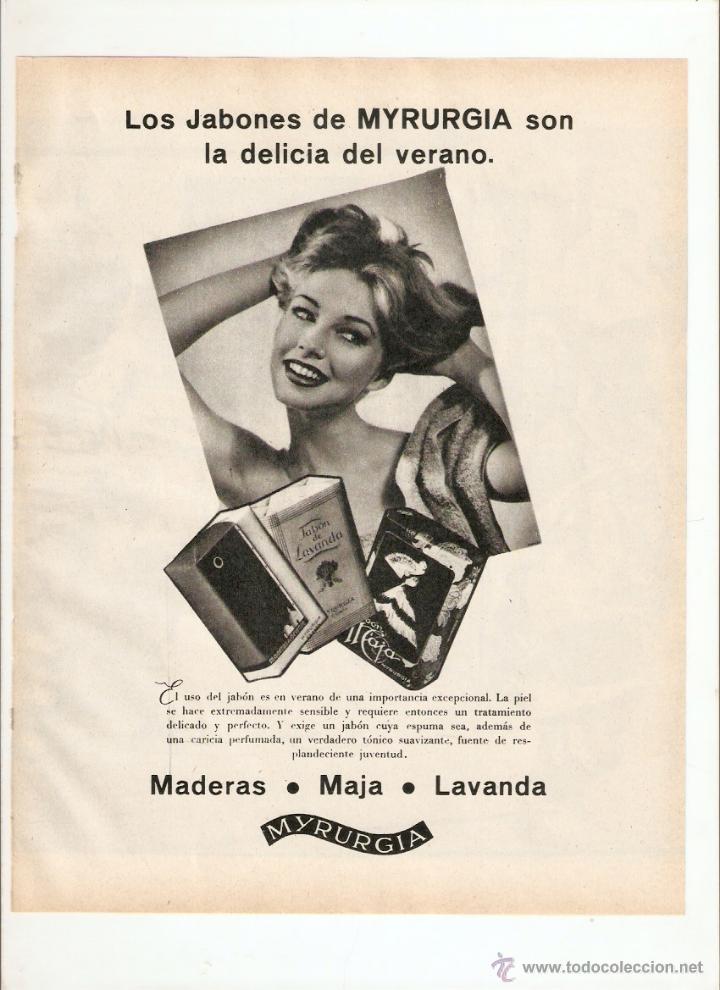 Los Jabones de MYRURGIA son
la delicia del verano.
Jabón
de
Lavanda
MYRURGIA
Maja
MYRURGIA
El uso del jabón es en verano de una importancia excepcional. La piel
se hace extremadamente sensible y requiere entonces un tratamiento
delicado y perfecto. Y exige un jabón cuya espuma sea, además de
una caricia perfumada, un verdadero tónico suavizante, fuente de res-
plandeciente juventud.
Maderas • Maja • Lavanda
MYRURGIA
www.todocoleccion.net